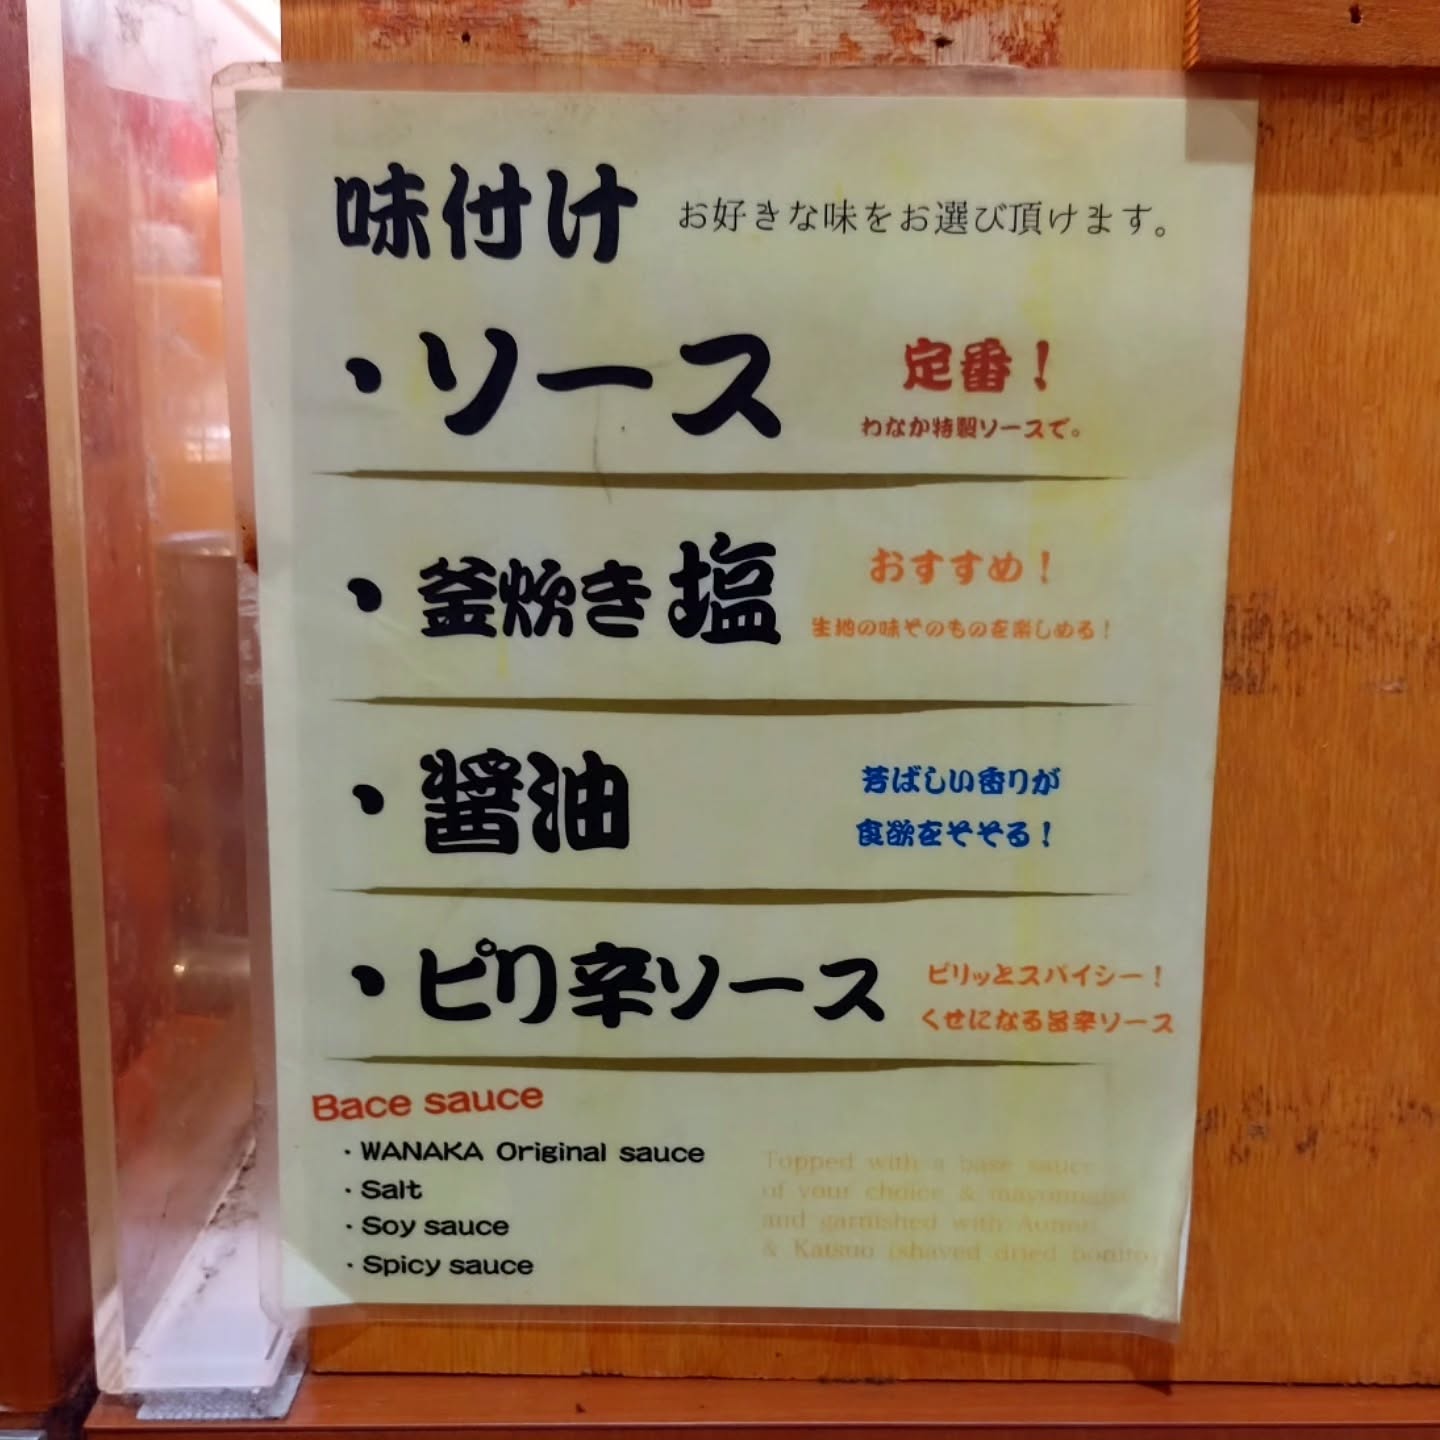 味付け お好きな味をお選び頂けます。
・ソース 定番！
わなか特製ソースで。
・釜炊き塩 おすすめ！
生地の味そのものを楽しめる！
・醤油 芳ばしい香りが
食欲をそそる！
・ピリ辛ソース ピリッとスパイシー！
くせになる旨辛ソース
Bace sauce
・WANAKA Original sauce
・Salt
・Soy sauce
・Spicy sauce
Topped with a base sauce
of your choice & mayonnaise
and garnished with Aonori
& Katsuo (shaved dried bonito)